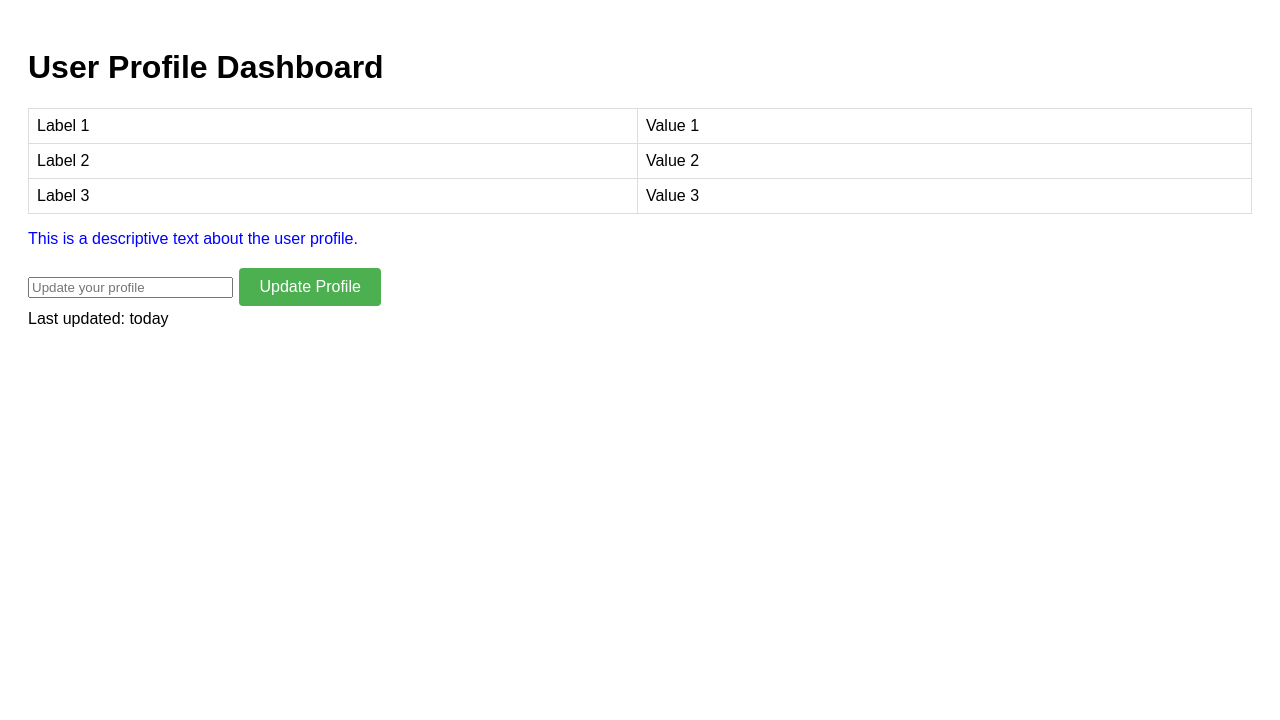 User Profile Dashboard
Label 1 Value 1
Label 2 Value 2
Label 3 Value 3
This is a descriptive text about the user profile.
Update your profile Update Profile
Last updated: today